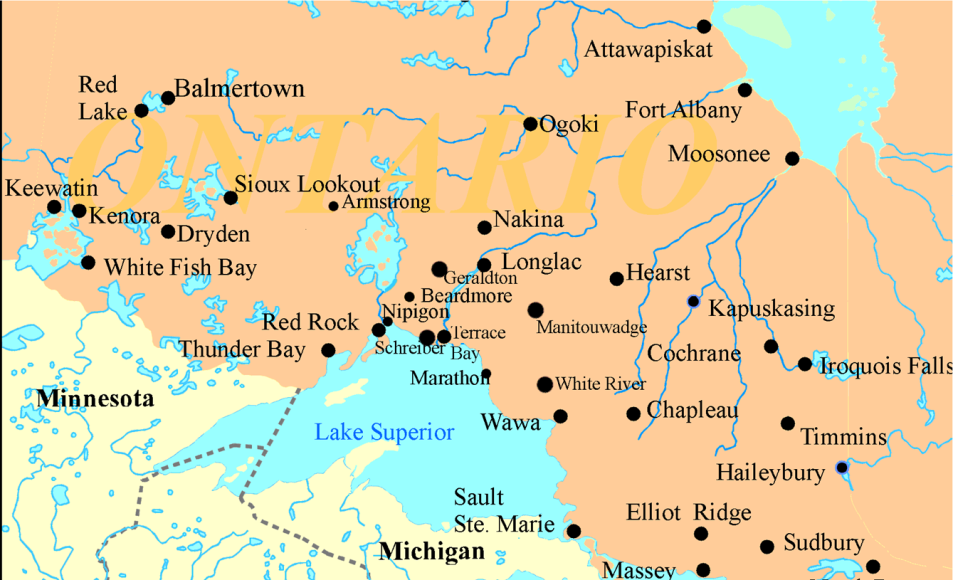 Attawapiskat
Red
Lake
Balmertown
Fort Albany
ONTARIO
Ogoki
Moosonee
Keewatin
Sioux Lookout
Armstrong
Kenora
Nakina
Dryden
White Fish Bay
Longlac
Geraldton
Hearst
Beardmore
Kapuskasing
Nipigon
Red Rock
Manitouwadge
Terrace
Bay
Schreiber
Thunder Bay
Cochrane
Iroquois Falls
Marathon
White River
Minnesota
Wawa
Chapleau
Lake Superior
Timmins
Haileybury
Sault
Ste. Marie
Elliot Ridge
Sudbury
Michigan
Massey